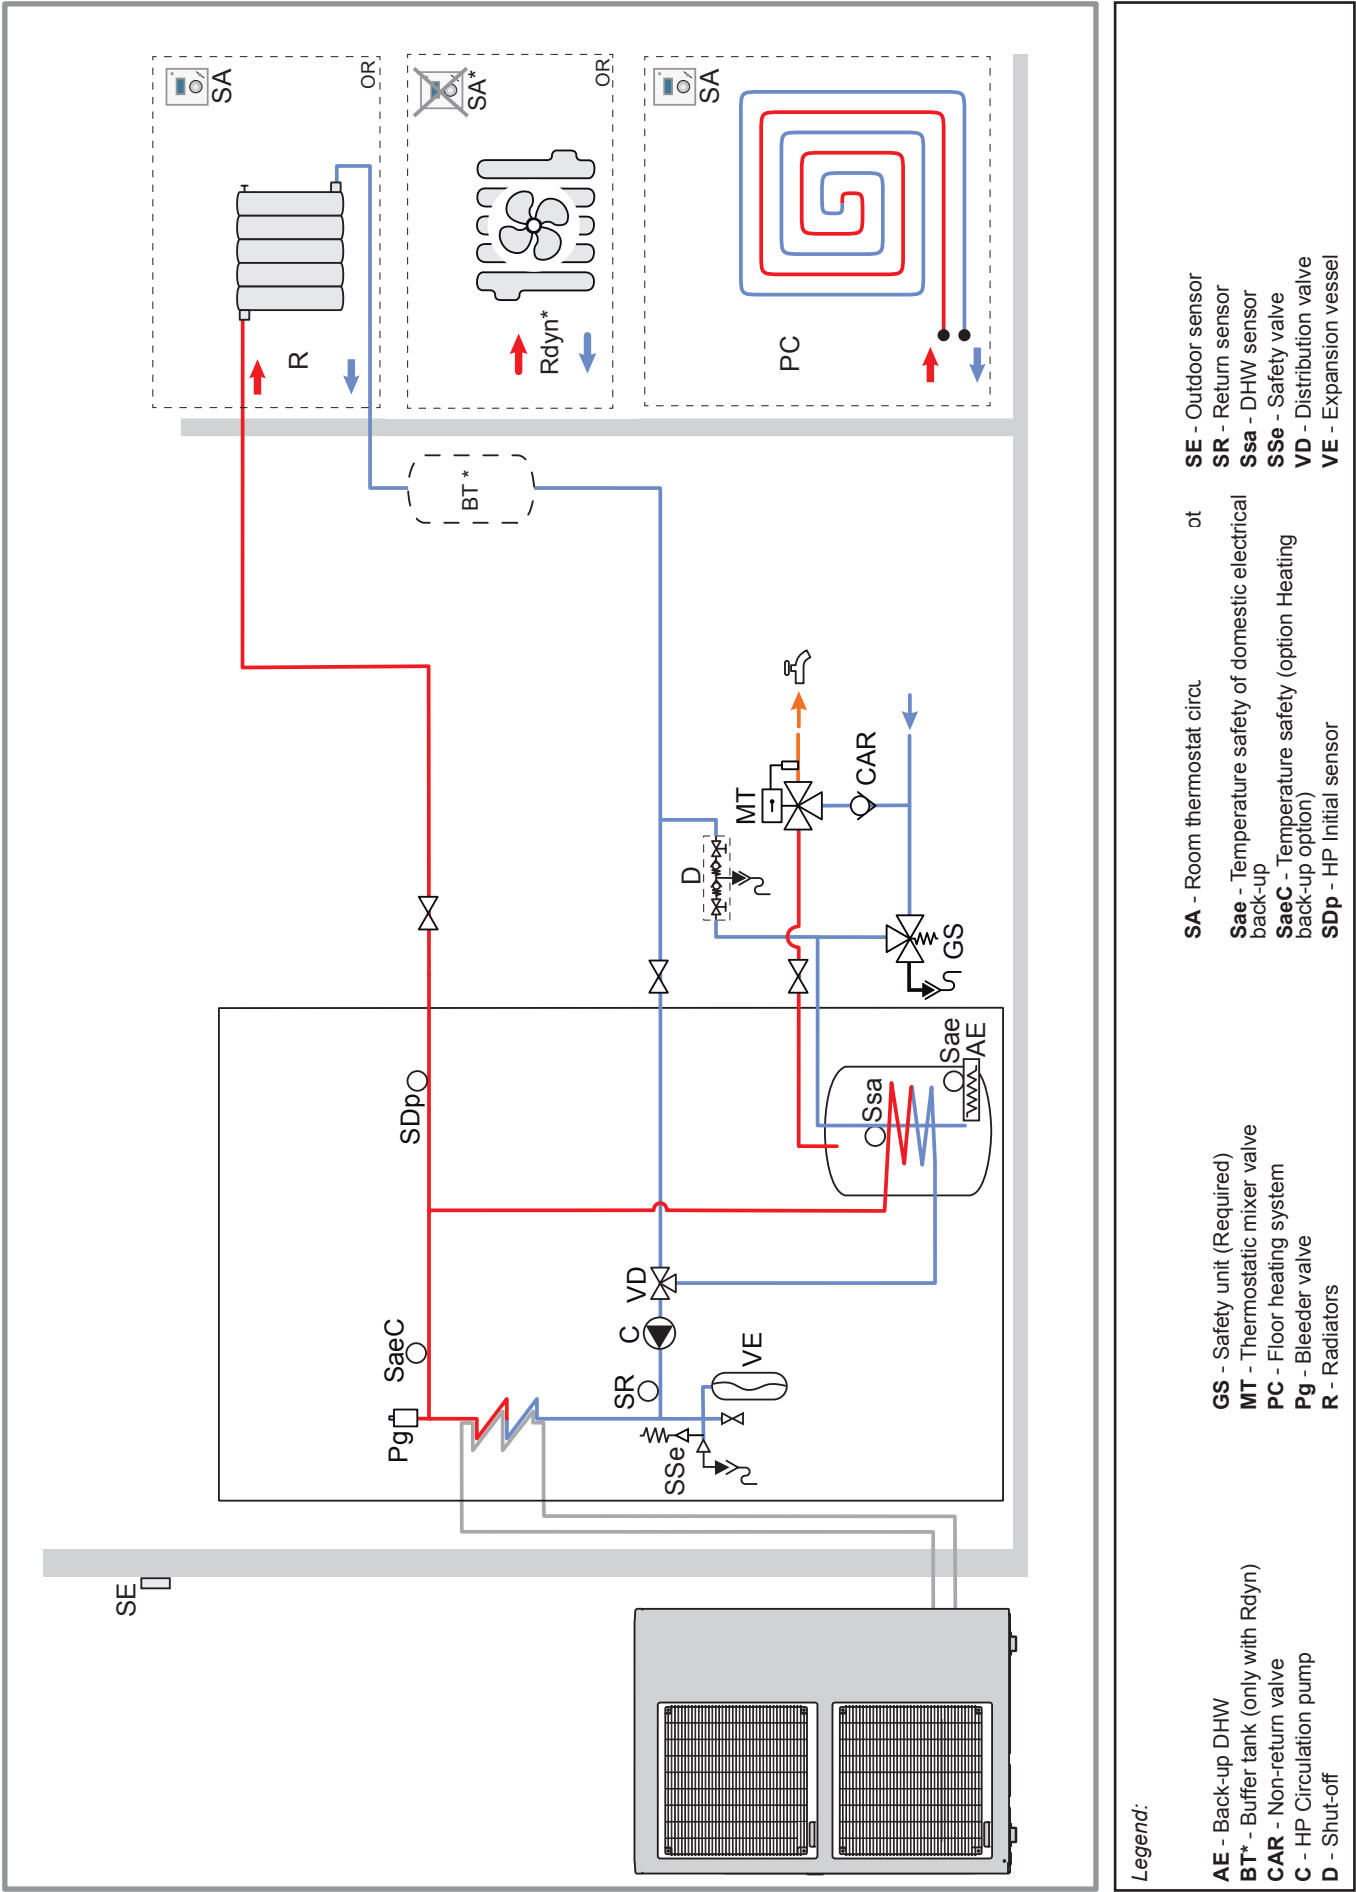 SA
OR
SA*
OR
SA
R
Rdyn*
PC
BT *
MT
CAR
D
GS
SDp
Ssa
Sae
AE
SaeC
VD
C
SR
VE
Pg
SSe
SE
Legend:
AE - Back-up DHW
BT* - Buffer tank (only with Rdyn)
CAR - Non-return valve
C - HP Circulation pump
D - Shut-off
GS - Safety unit (Required)
MT - Thermostatic mixer valve
PC - Floor heating system
Pg - Bleeder valve
R - Radiators
SA - Room thermostat
ot
Sae - Temperature safety of domestic electrical
back-up
SaeC - Temperature safety (option Heating
back-up option)
SDp - HP Initial sensor
SE - Outdoor sensor
SR - Return sensor
Ssa - DHW sensor
SSe - Safety valve
VD - Distribution valve
VE - Expansion vessel